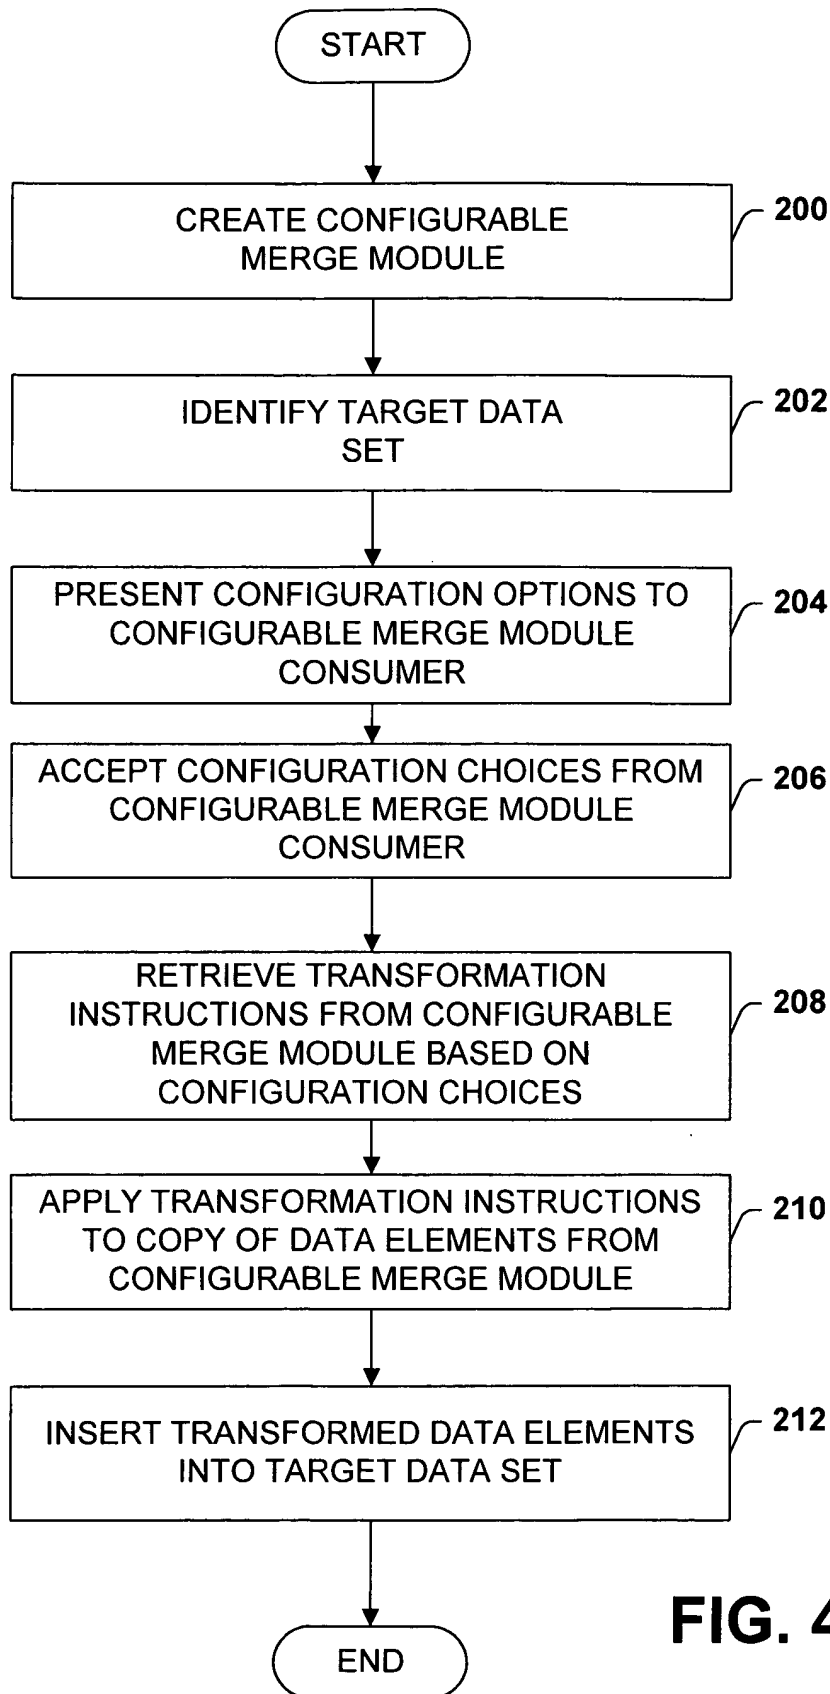 START
CREATE CONFIGURABLE
MERGE MODULE
200
IDENTIFY TARGET DATA
SET
202
PRESENT CONFIGURATION OPTIONS TO
CONFIGURABLE MERGE MODULE
CONSUMER
204
ACCEPT CONFIGURATION CHOICES FROM
CONFIGURABLE MERGE MODULE
CONSUMER
206
RETRIEVE TRANSFORMATION
INSTRUCTIONS FROM CONFIGURABLE
MERGE MODULE BASED ON
CONFIGURATION CHOICES
208
APPLY TRANSFORMATION INSTRUCTIONS
TO COPY OF DATA ELEMENTS FROM
CONFIGURABLE MERGE MODULE
210
INSERT TRANSFORMED DATA ELEMENTS
INTO TARGET DATA SET
212
END
FIG. 4